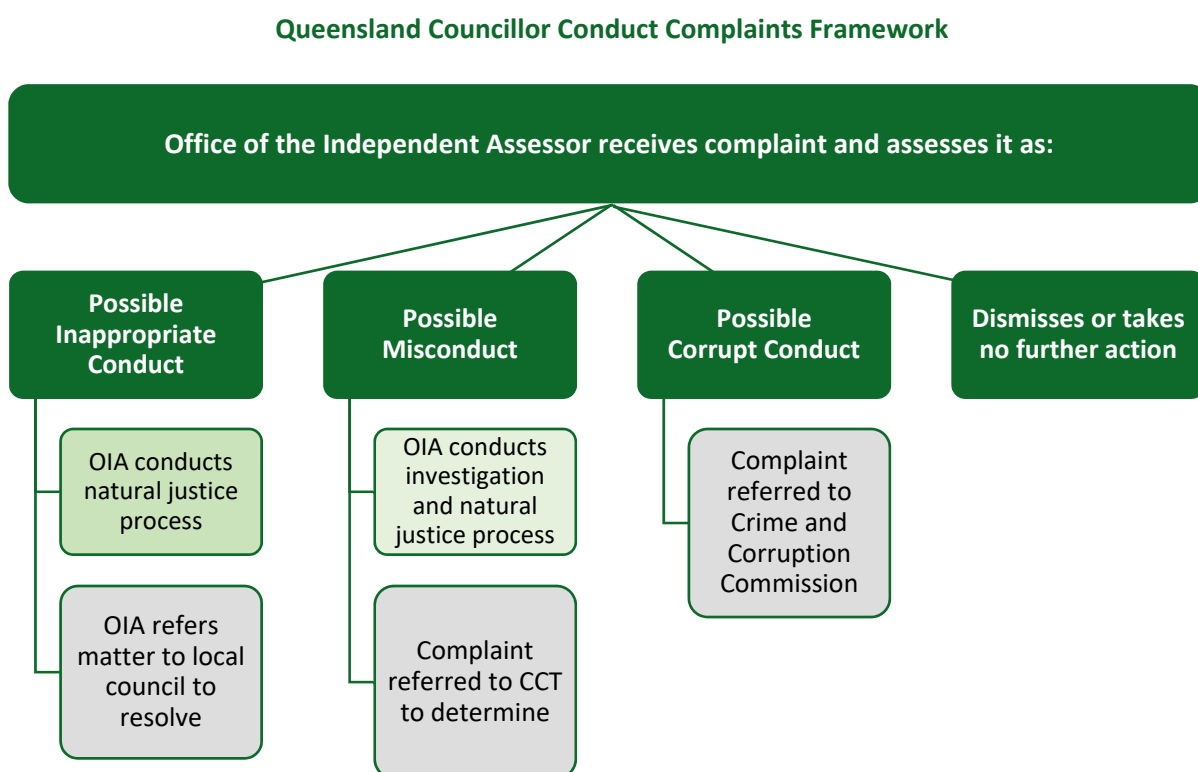 Queensland Councillor Conduct Complaints Framework
Office of the Independent Assessor receives complaint and assesses it as:
Possible
Inappropriate
Conduct
OIA conducts
natural justice
process
OIA refers
matter to local
council to
resolve
Possible
Misconduct
OIA conducts
investigation
and natural
justice process
Complaint
referred to CCT
to determine
Possible
Corrupt Conduct
Complaint
referred to
Crime and
Corruption
Commission
Dismisses or takes
no further action